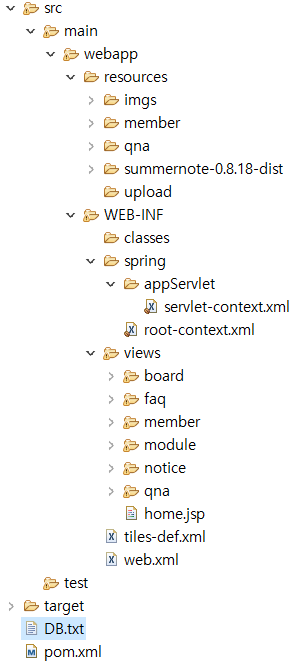 src
main
webapp
resources
imgs
member
qna
summernote-0.8.18-dist
upload
WEB-INF
classes
spring
appServlet
servlet-context.xml
root-context.xml
views
board
faq
member
module
notice
qna
home.jsp
tiles-def.xml
web.xml
test
target
DB.txt
pom.xml